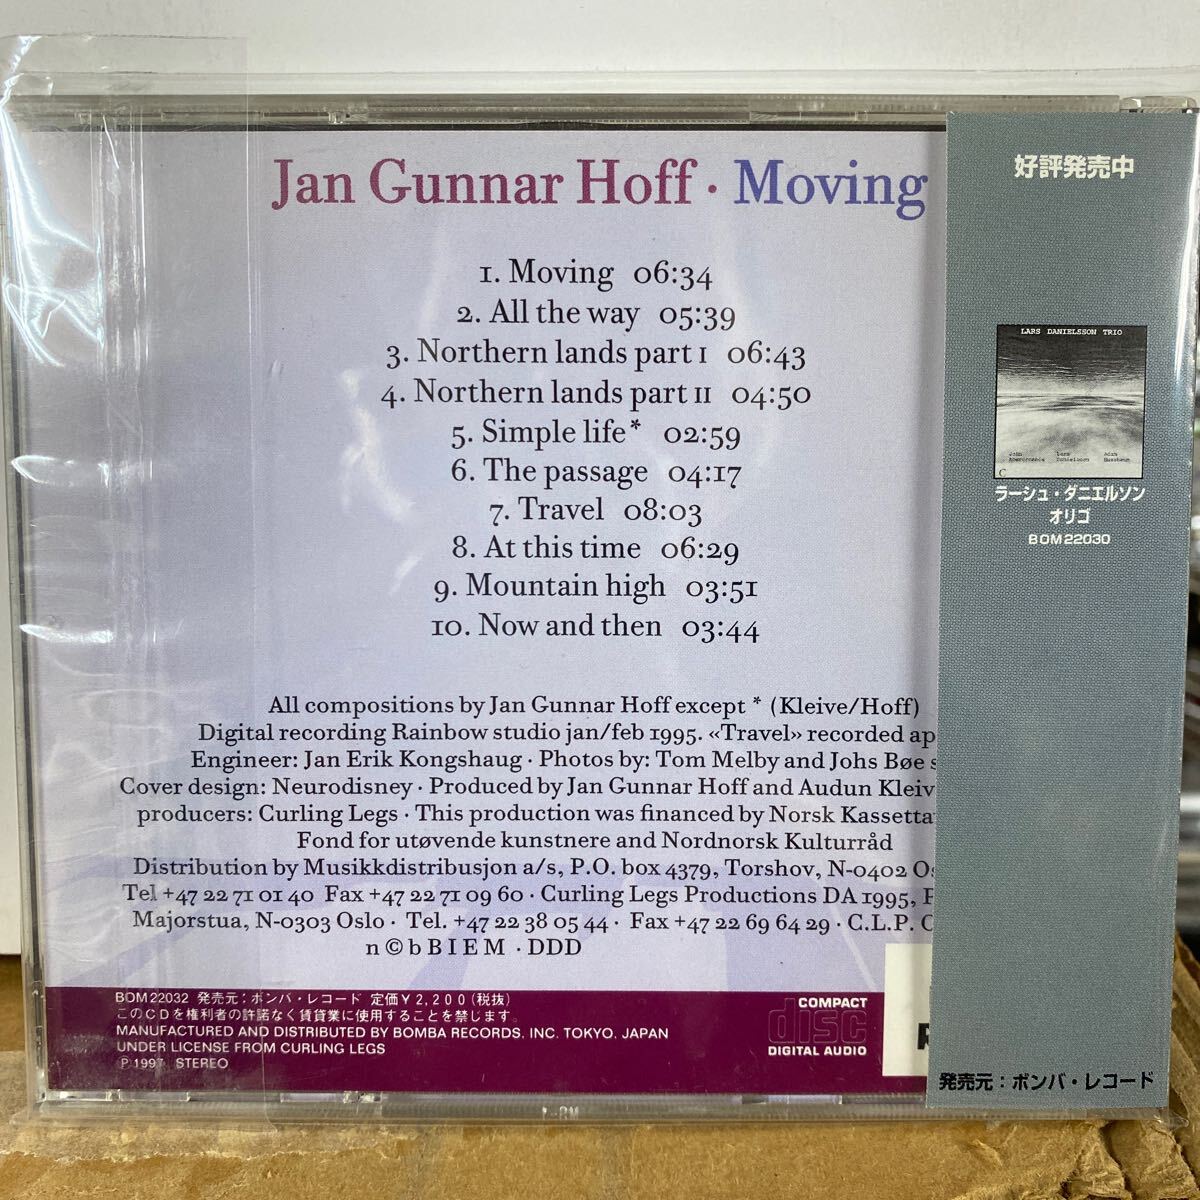 Jan Gunnar Hoff · Moving
1. Moving 06:34
2. All the way 05:39
3. Northern lands part I 06:43
4. Northern lands part II 04:50
5. Simple life* 02:59
6. The passage 04:17
7. Travel 08:03
8. At this time 06:29
9. Mountain high 03:51
10. Now and then 03:44
All compositions by Jan Gunnar Hoff except * (Kleive/Hoff)
Digital recording Rainbow studio jan/feb 1995. «Travel» recorded ap
Engineer: Jan Erik Kongshaug · Photos by: Tom Melby and Johs Bøe s
Cover design: Neurodisney · Produced by Jan Gunnar Hoff and Audun Kleiv
producers: Curling Legs · This production was financed by Norsk Kassetta
Fond for utøvende kunstnere and Nordnorsk Kulturråd
Distribution by Musikkdistribusjon a/s, P.O. box 4379, Torshov, N-0402 Os
Tel +47 22 71 01 40 Fax +47 22 71 09 60 · Curling Legs Productions DA 1995, P
Majorstua, N-0303 Oslo · Tel. +47 22 38 05 44 · Fax +47 22 69 64 29 · C.L.P. C
n © b BIEM · DDD
BOM22032 発売元：ボンバ・レコード 定価¥2,200(税抜)
このCDを権利者の許諾なく賃貸業に使用することを禁じます。
MANUFACTURED AND DISTRIBUTED BY BOMBA RECORDS, INC. TOKYO, JAPAN
UNDER LICENSE FROM CURLING LEGS
℗ 1997 STEREO
COMPACT
disc
DIGITAL AUDIO
好評発売中
LARS DANIELSSON TRIO
John Lars Adam
Abercrombie Danielsson Nussbaum
ラーシュ・ダニエルソン
オリゴ
BOM22030
発売元：ボンバ・レコード